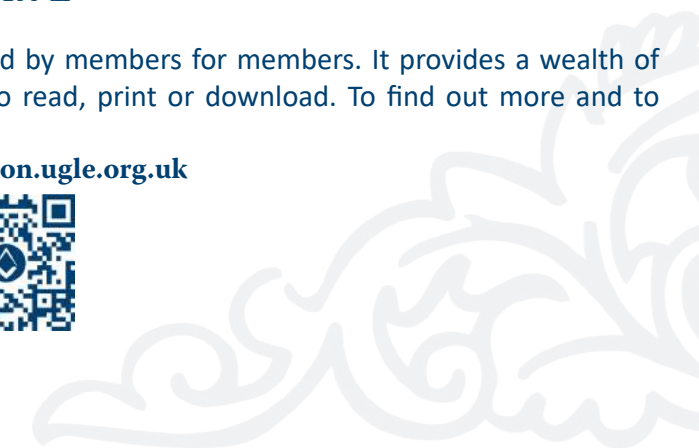 d by members for members. It provides a wealth of
o read, print or download. To find out more and to
on.ugle.org.uk